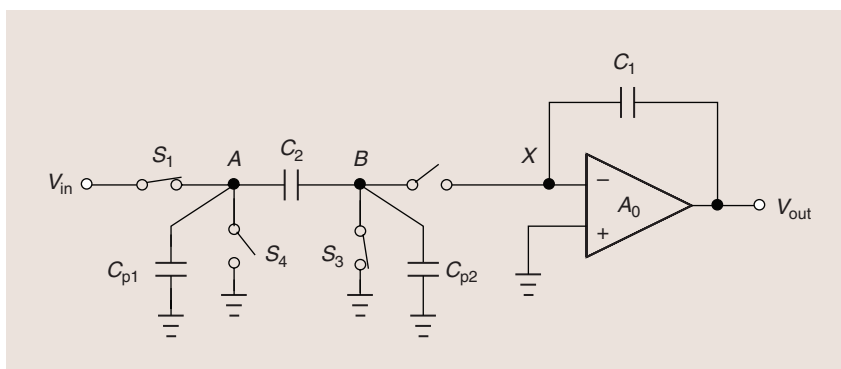 C1
S1
A
C2
B
X
Vin
−
A0
+
Vout
S4
S3
Cp1
Cp2